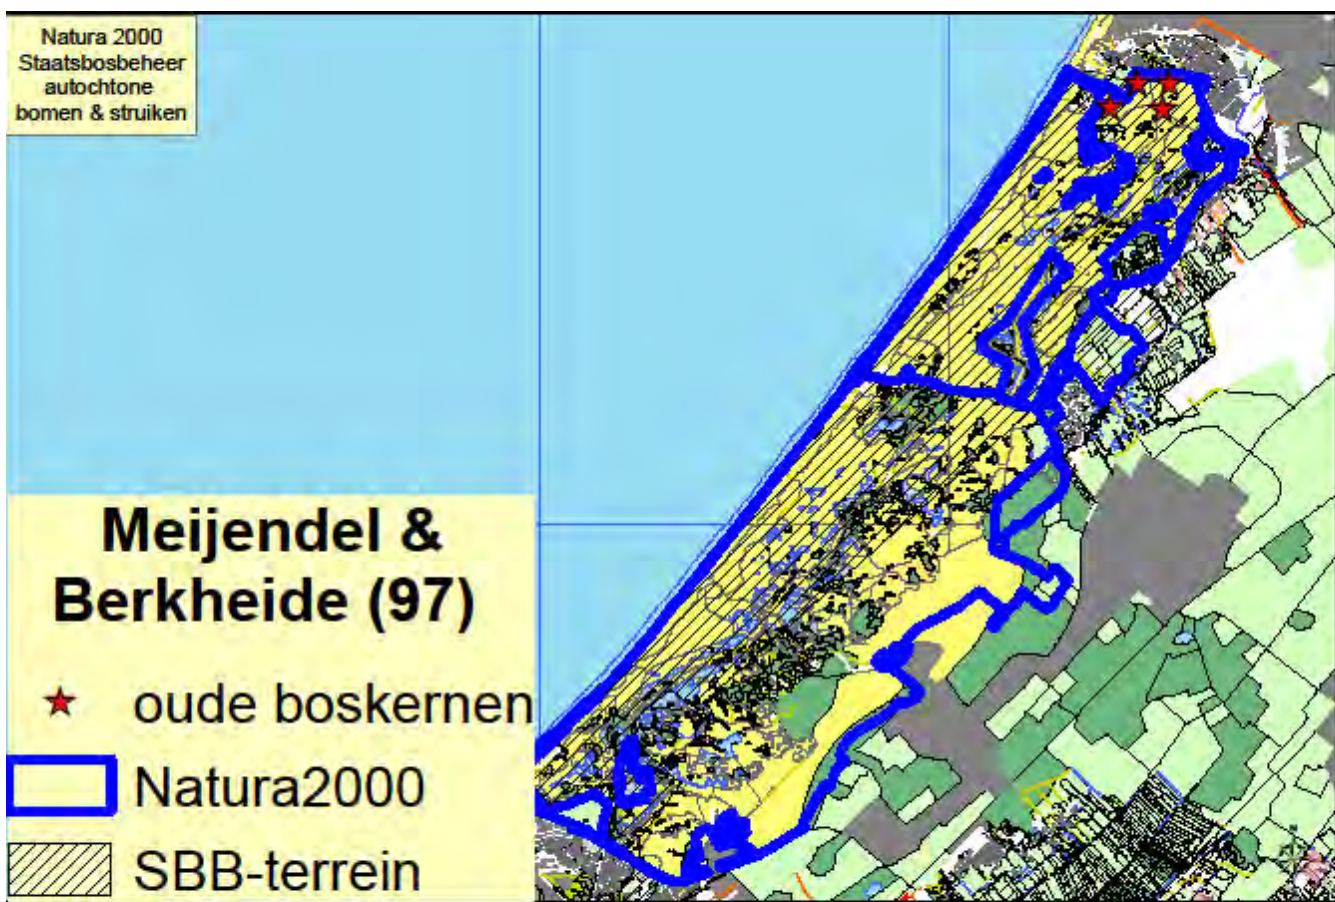 Natura 2000
Staatsbosbeheer
autochtone
bomen & struiken
Meijendel &
Berkheide (97)
oude boskernen
Natura2000
SBB-terrein